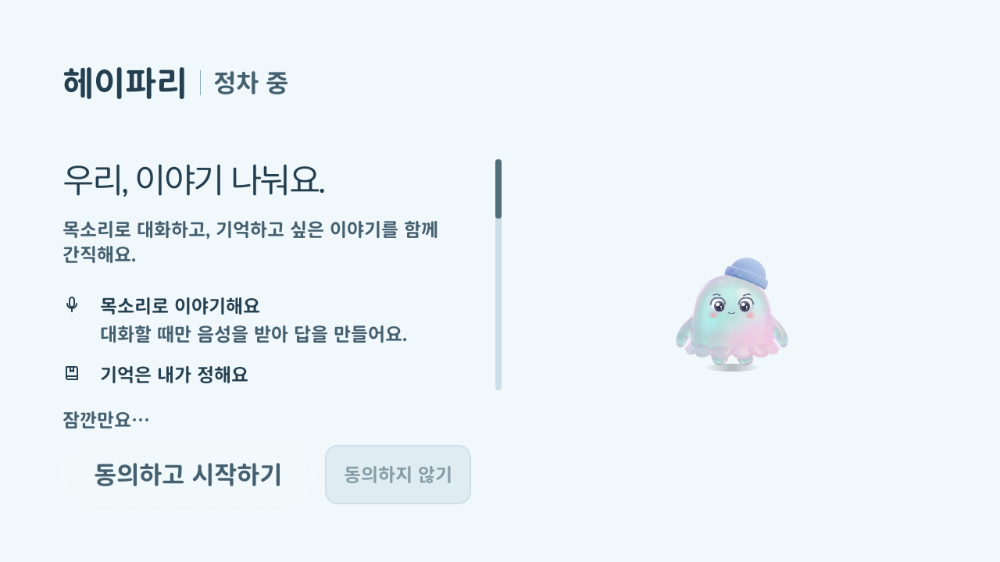 헤이파리 정차 중
우리, 이야기 나눠요.
목소리로 대화하고, 기억하고 싶은 이야기를 함께
간직해요.
목소리로 이야기해요
대화할 때만 음성을 받아 답을 만들어요.
기억은 내가 정해요
잠깐만요…
동의하고 시작하기 동의하지 않기